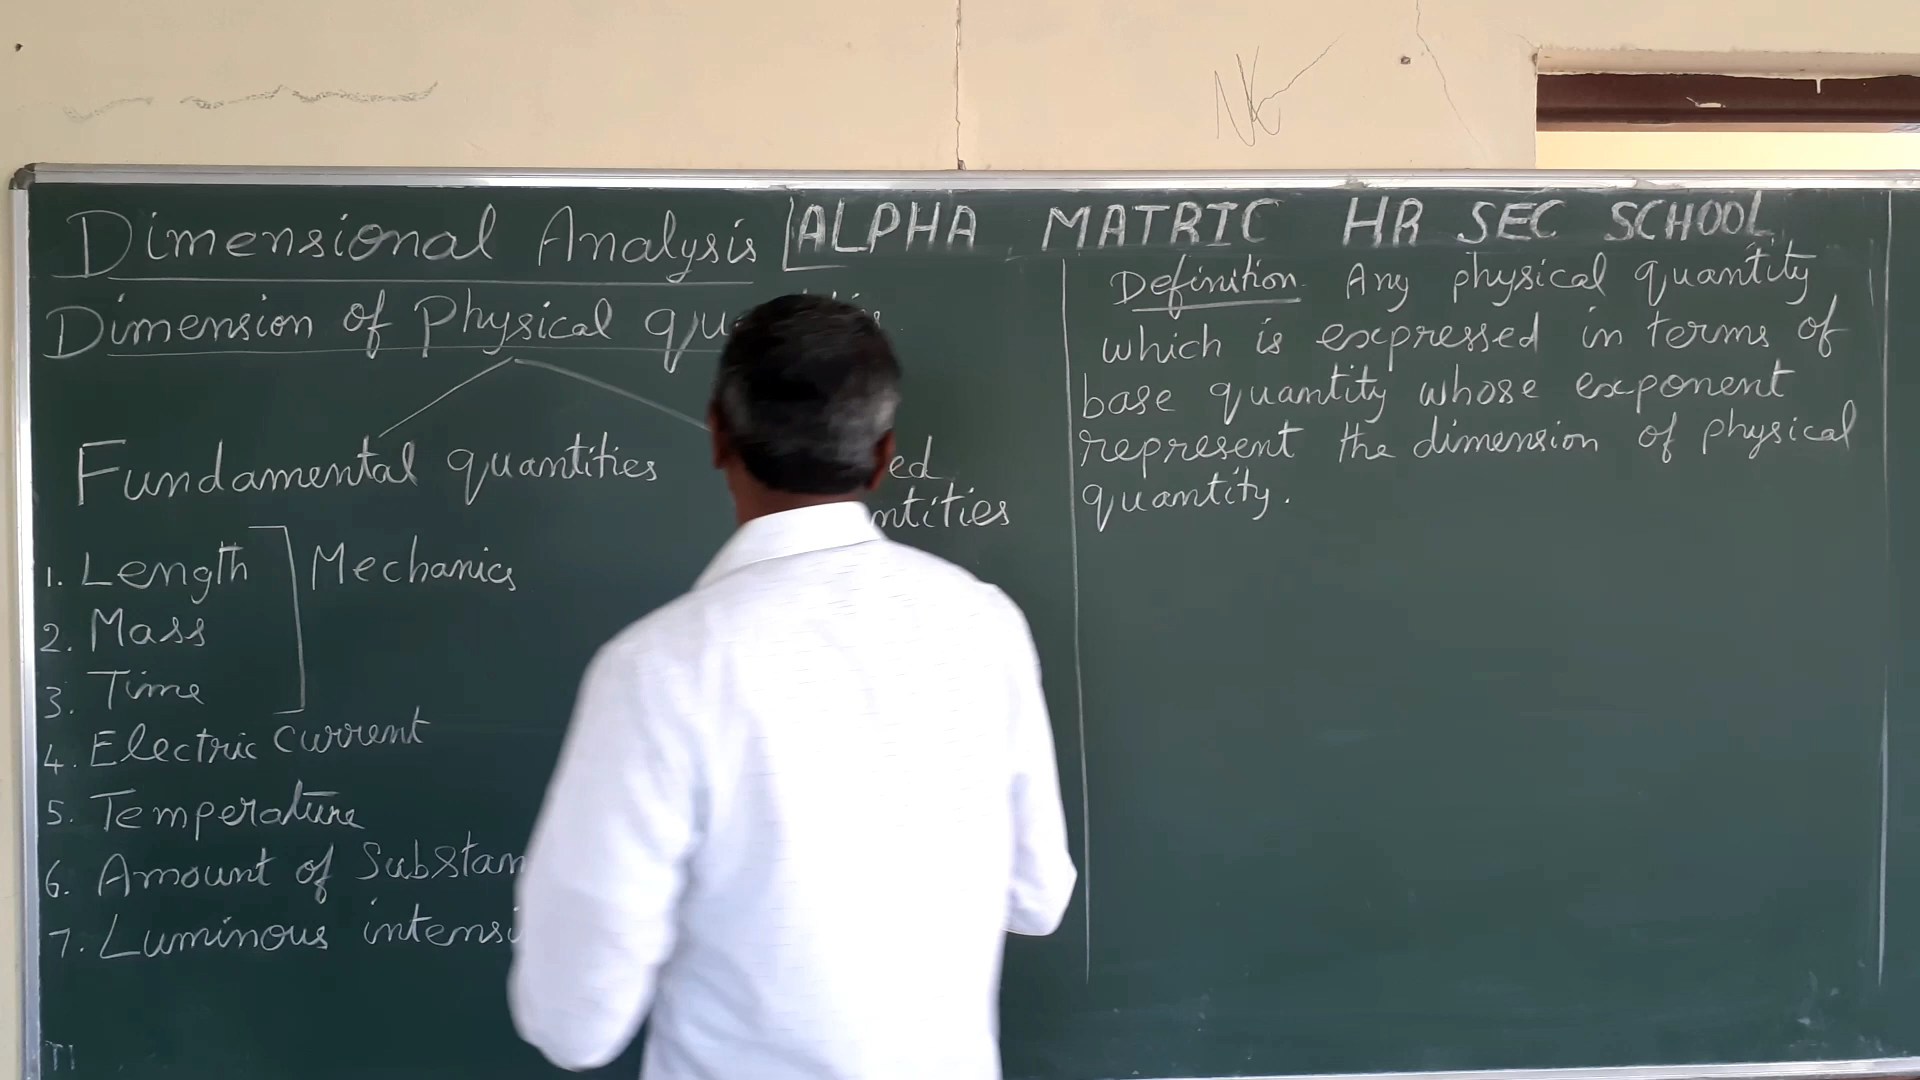 Dimensional Analysis
ALPHA MATRIC HR SEC SCHOOL
Dimension of Physical
Fundamental quantities
1. Length
Mechanics
2. Mass
3. Time
4. Electric current
5. Temperature
6. Amount of
7. Luminous
Definition. Any physical quantity
which is expressed in terms of
base quantity whose exponent
represent the dimension of physical
quantity.
NK
T1